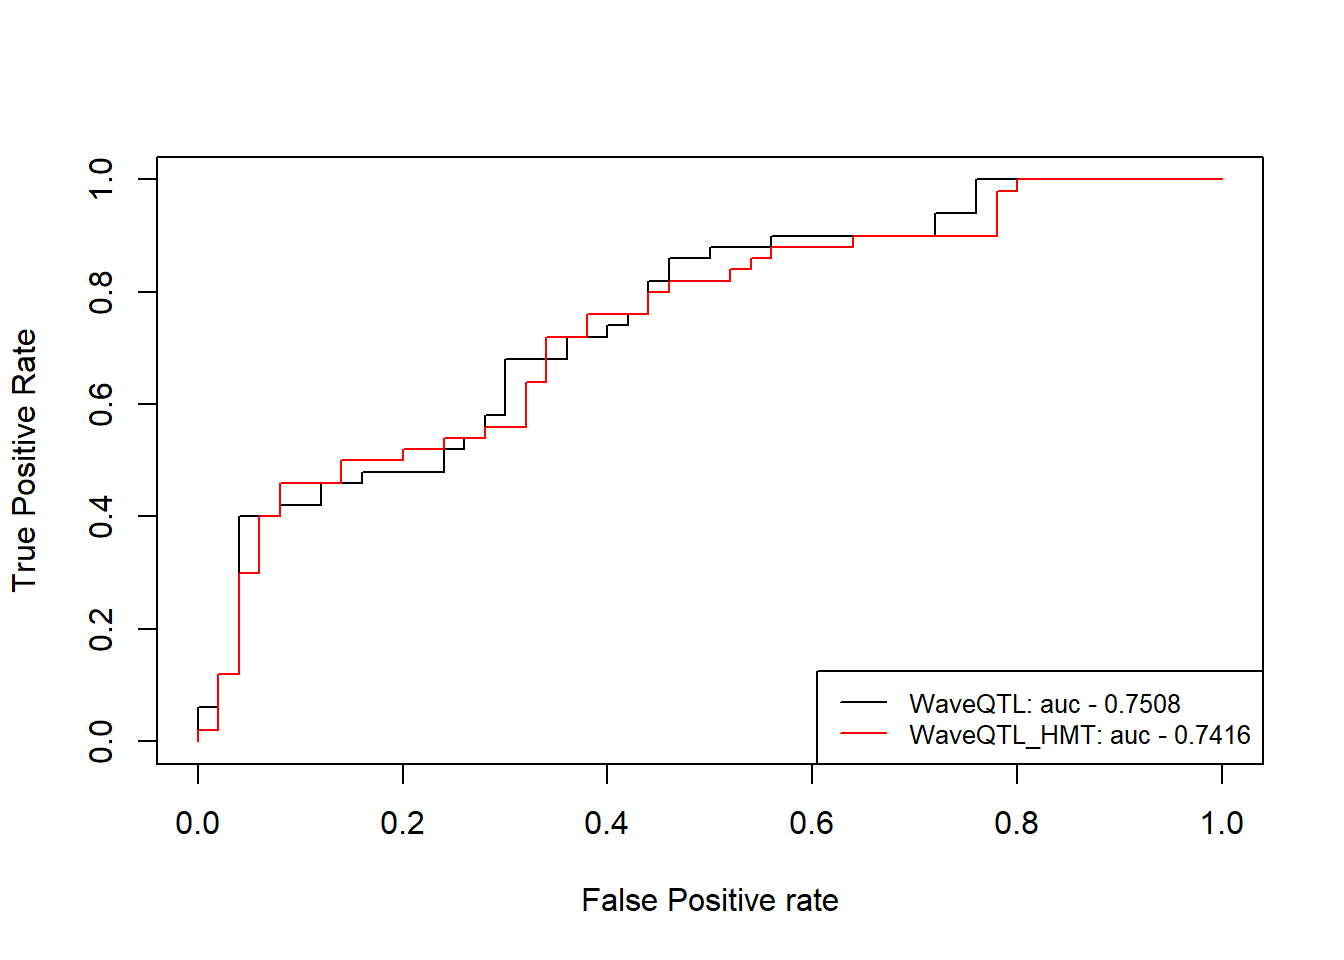 True Positive Rate
1.0
0.8
0.6
0.4
0.2
0.0
WaveQTL: auc - 0.7508
WaveQTL_HMT: auc - 0.7416
0.0 0.2 0.4 0.6 0.8 1.0
False Positive rate